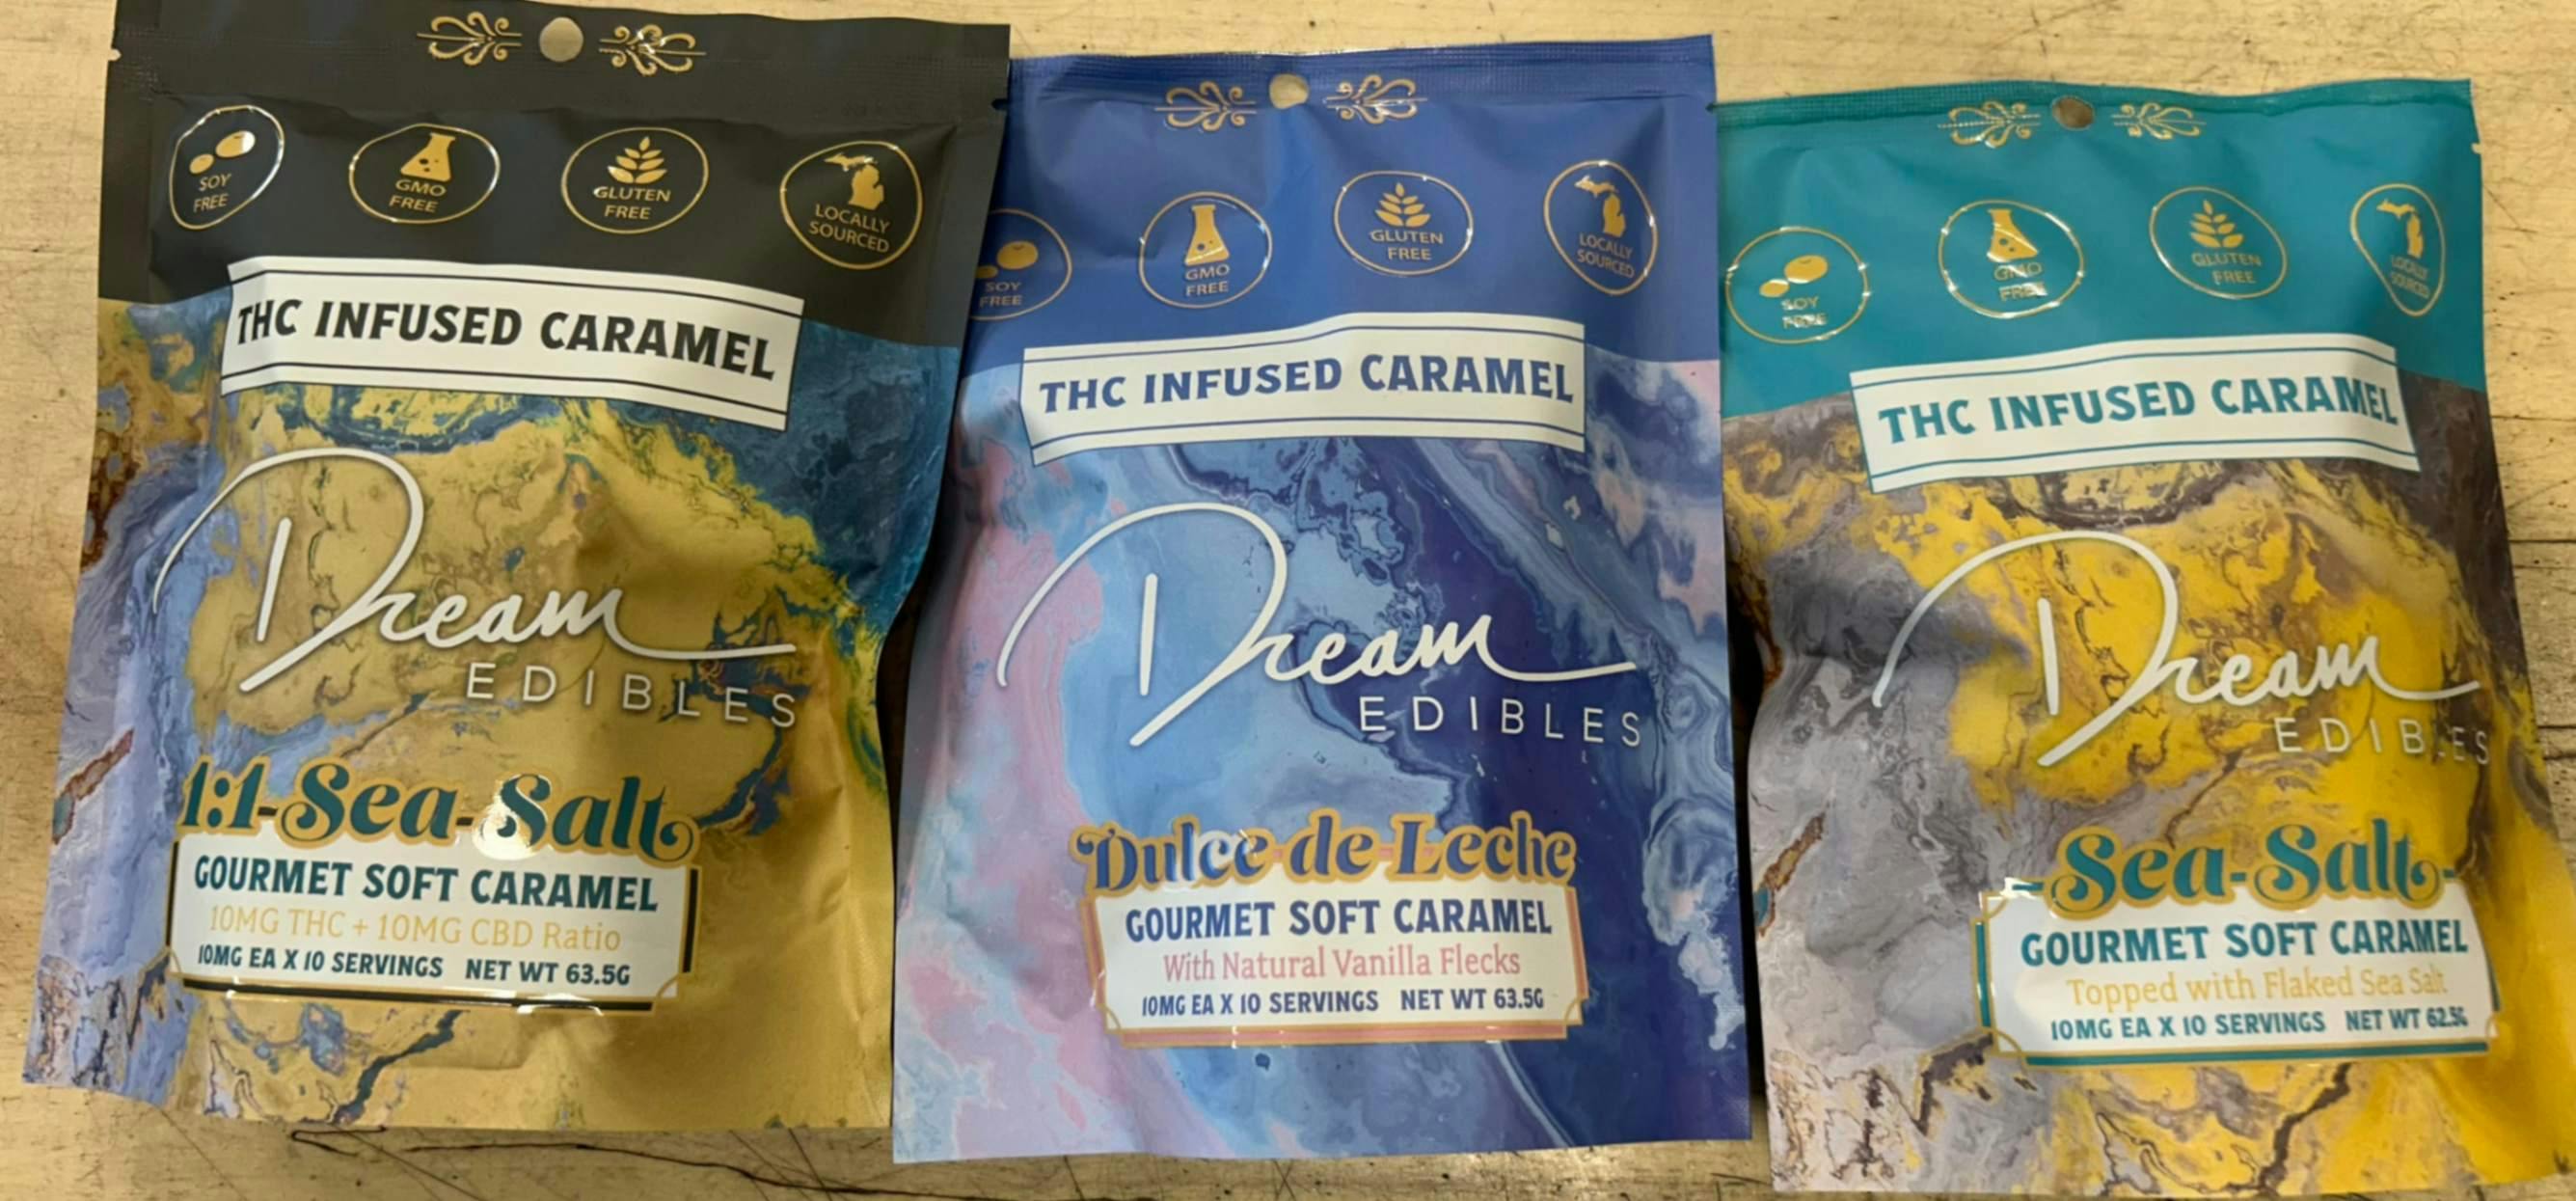 SOY
FREE
GMO
FREE
GLUTEN
FREE
LOCALLY
SOURCED
THC INFUSED CARAMEL
Dream
EDIBLES
1:1-Sea-Salt
GOURMET SOFT CARAMEL
10MG THC + 10MG CBD Ratio
10MG EA X 10 SERVINGS NET WT 63.5G
SOY
FREE
GMO
FREE
GLUTEN
FREE
LOCALLY
SOURCED
THC INFUSED CARAMEL
Dream
EDIBLES
Dulce de Leche
GOURMET SOFT CARAMEL
With Natural Vanilla Flecks
10MG EA X 10 SERVINGS NET WT 63.5G
SOY
FREE
GMO
FREE
GLUTEN
FREE
LOCALLY
SOURCED
THC INFUSED CARAMEL
Dream
EDIBLES
-Sea-Salt-
GOURMET SOFT CARAMEL
Topped with Flaked Sea Salt
10MG EA X 10 SERVINGS NET WT 62.5G